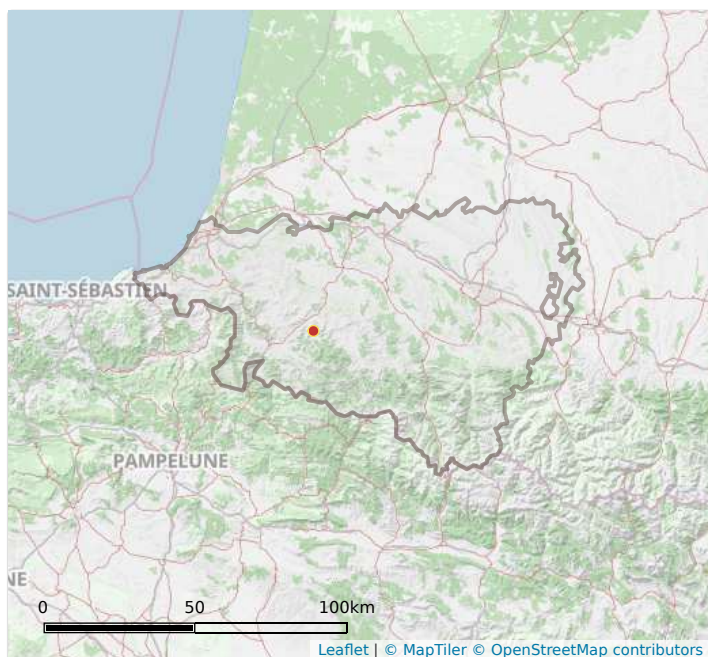 SAINT-SÉBASTIEN
PAMPELUNE
NE
0 50 100km
Leaflet | © MapTiler © OpenStreetMap contributors